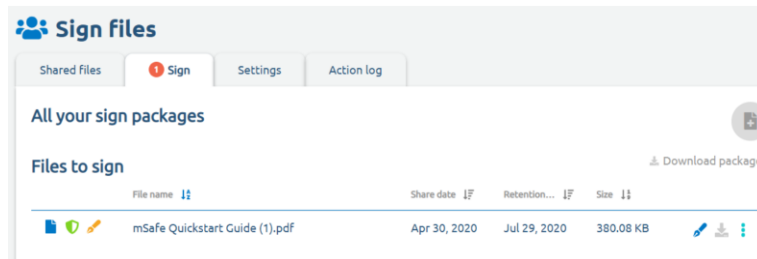 Sign files
Shared files 1 Sign Settings Action log
All your sign packages
Files to sign
Download package
File name Share date Retention... Size
mSafe Quickstart Guide (1).pdf Apr 30, 2020 Jul 29, 2020 380.08 KB